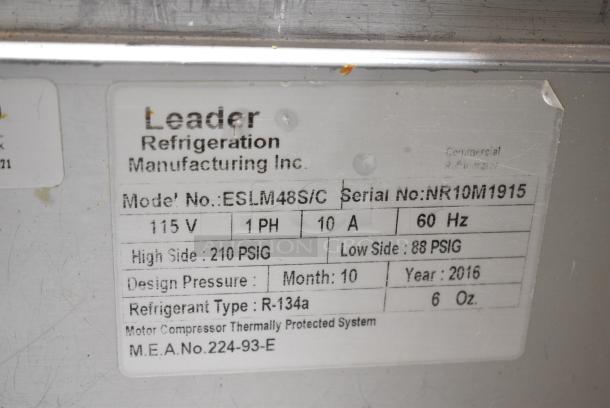 Leader
Refrigeration
Manufacturing Inc.
Commercial
Model No.:ESLM48S/C Serial No:NR10M1915
115 V 1 PH 10 A 60 Hz
High Side : 210 PSIG Low Side : 88 PSIG
Design Pressure : Month: 10 Year : 2016
Refrigerant Type : R-134a 6 Oz.
Motor Compressor Thermally Protected System
M.E.A.No.224-93-E
21